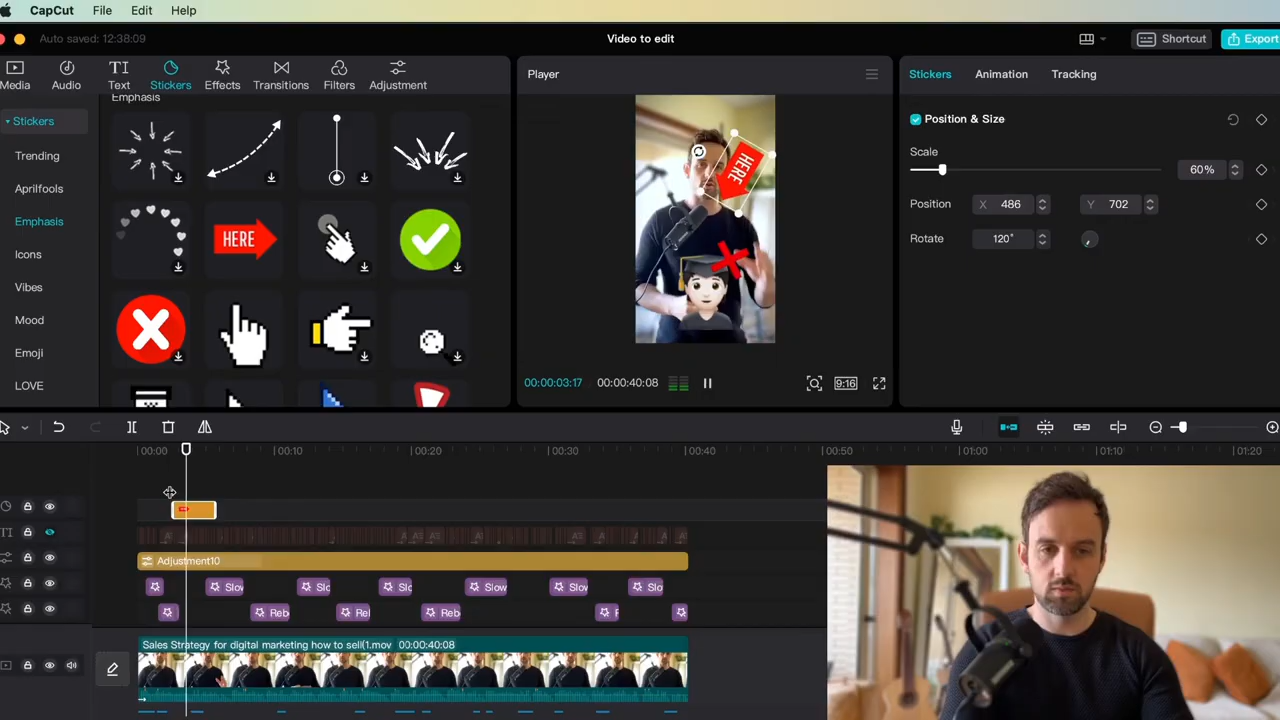 CapCut File Edit Help
Auto saved: 12:38:09
Video to edit
Shortcut
Export
Media Audio Text Stickers Effects Transitions Filters Adjustment
Player
Stickers Animation Tracking
Emphasis
Stickers
Trending
Aprilfools
Emphasis
Icons
Vibes
Mood
Emoji
LOVE
HERE
HERE
Position & Size
Scale 60%
Position X 486 Y 702
Rotate 120°
00:00:03:17 00:00:40:08
9:16
00:00 00:10 00:20 00:30 00:40 00:50 01:00 01:10 01:20
TI
Adjustment10
Slov Slc Slc Slow Slov Slo
Reb Rel Reb F
Sales Strategy for digital marketing how to sell(1.mov 00:00:40:08